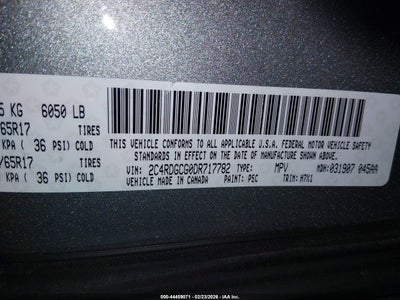 5 KG 6050 LB
65R17 TIRES
KPA ( 36 PSI) COLD
/65R17 TIRES
KPA ( 36 PSI) COLD
THIS VEHICLE CONFORMS TO ALL APPLICABLE U.S.A. FEDERAL MOTOR VEHICLE SAFETY
STANDARDS IN EFFECT ON THE DATE OF MANUFACTURE SHOWN ABOVE.
VIN: 2C4RDGCG0DR717782 TYPE: MPV MDH: 031907 045AA
VEHICLE MADE IN CANADA PAINT: PSC TRIM: H7X1
000-44459071 - 02/23/2026 - IAAI.COM